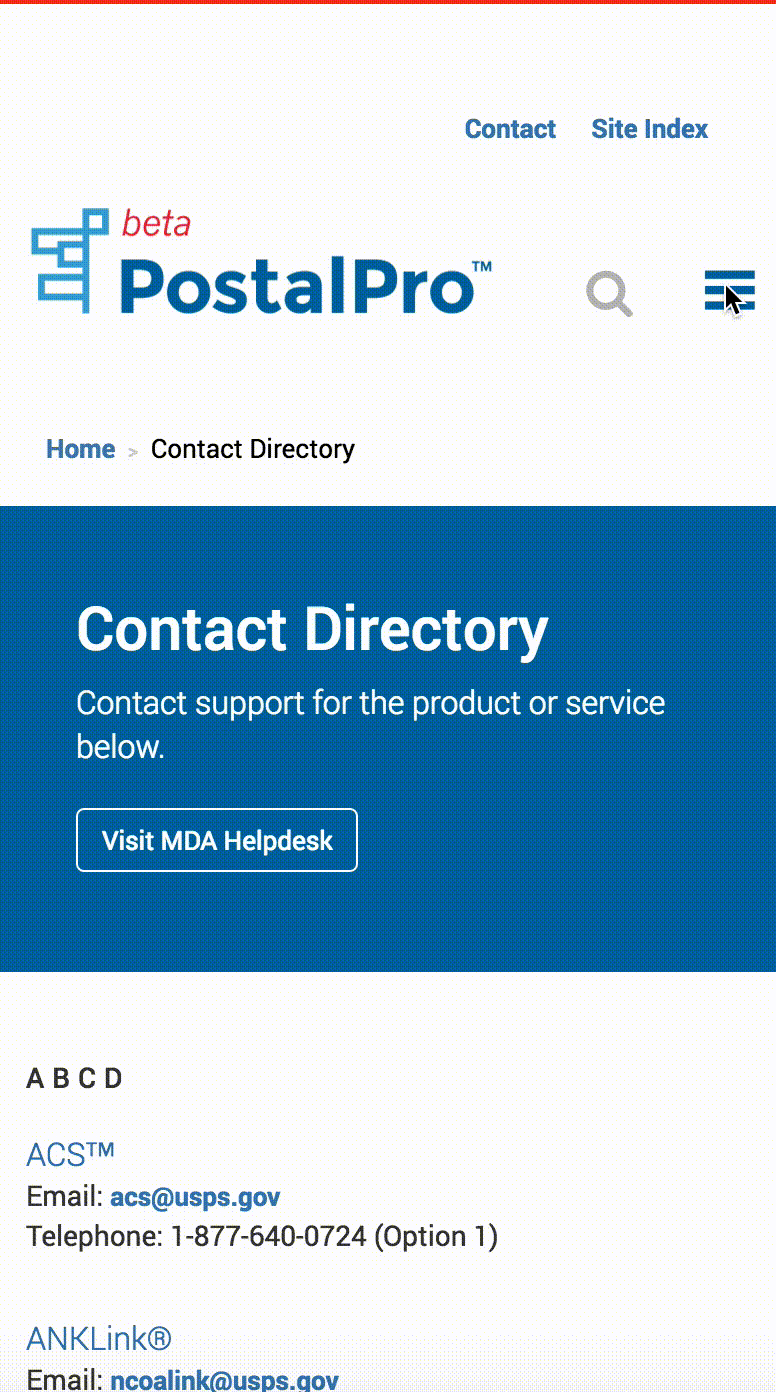 Contact Site Index
beta
PostalPro™
Home > Contact Directory
Contact Directory
Contact support for the product or service
below.
Visit MDA Helpdesk
A B C D
ACS™
Email: acs@usps.gov
Telephone: 1-877-640-0724 (Option 1)
ANKLink®
Email: ncoalink@usps.gov